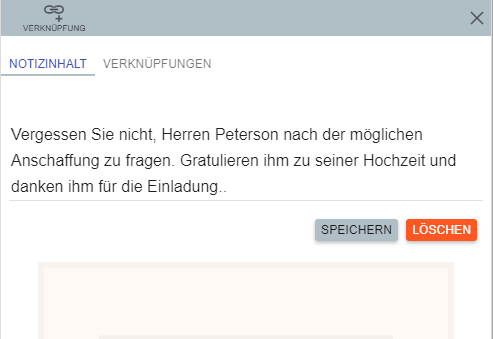 VERKNÜPFUNG
NOTIZINHALT VERKNÜPFUNGEN
Vergessen Sie nicht, Herren Peterson nach der möglichen
Anschaffung zu fragen. Gratulieren ihm zu seiner Hochzeit und
danken ihm für die Einladung..
SPEICHERN LÖSCHEN